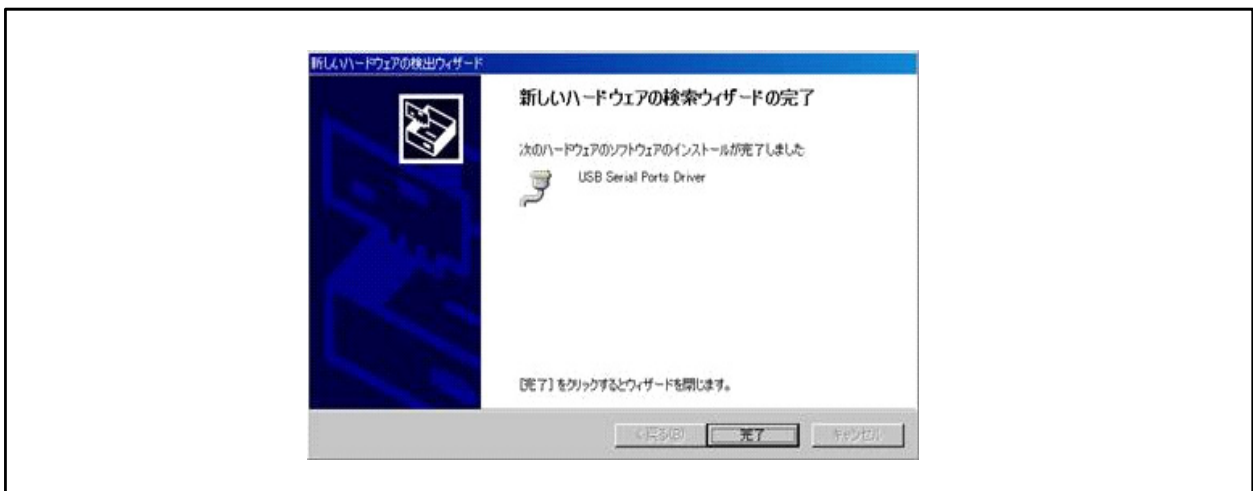 新しいハードウェアの検出ウィザード
新しいハードウェアの検索ウィザードの完了
次のハードウェアのソフトウェアのインストールが完了しました
USB Serial Ports Driver
[完了] をクリックするとウィザードを閉じます。
< 戻る(B) 完了 キャンセル